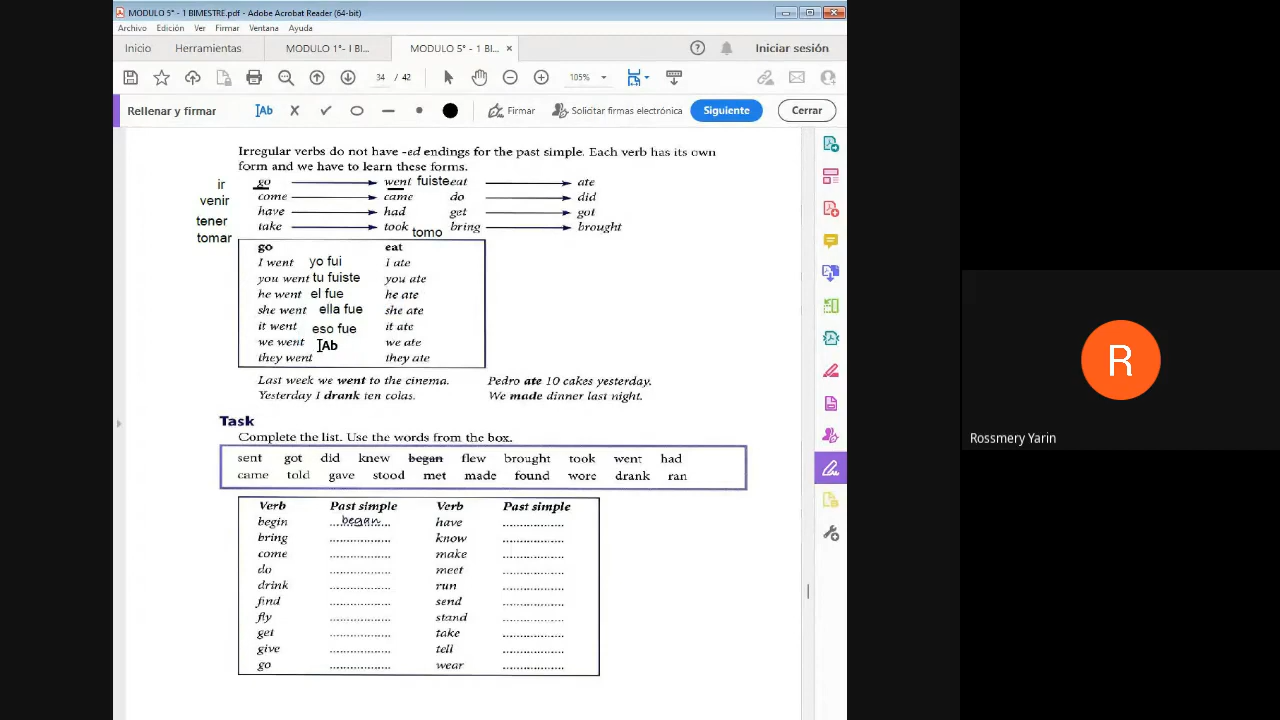 MODULO 5° - 1 BIMESTRE.pdf - Adobe Acrobat Reader (64-bit)
Archivo Edición Ver Firmar Ventana Ayuda
Inicio Herramientas MODULO 1°- I BI... MODULO 5° - 1 BI... × Iniciar sesión
34 / 42 105%
Rellenar y firmar Ab Firmar Solicitar firmas electrónica Siguiente Cerrar
Irregular verbs do not have -ed endings for the past simple. Each verb has its own
form and we have to learn these forms.
ir go went fuiste eat ate
venir come came do did
tener have had get got
tomar take took tomo bring brought
go eat
I went yo fui I ate
you went tu fuiste you ate
he went el fue he ate
she went ella fue she ate
it went eso fue it ate
we went Ab we ate
they went they ate
Last week we went to the cinema. Pedro ate 10 cakes yesterday.
Yesterday I drank ten colas. We made dinner last night.
Task
Complete the list. Use the words from the box.
sent got did knew began flew brought took went had
came told gave stood met made found wore drank ran
Verb Past simple Verb Past simple
begin began have ................
bring ................ know ................
come ................ make ................
do ................ meet ................
drink ................ run ................
find ................ send ................
fly ................ stand ................
get ................ take ................
give ................ tell ................
go ................ wear ................
R
Rossmery Yarin